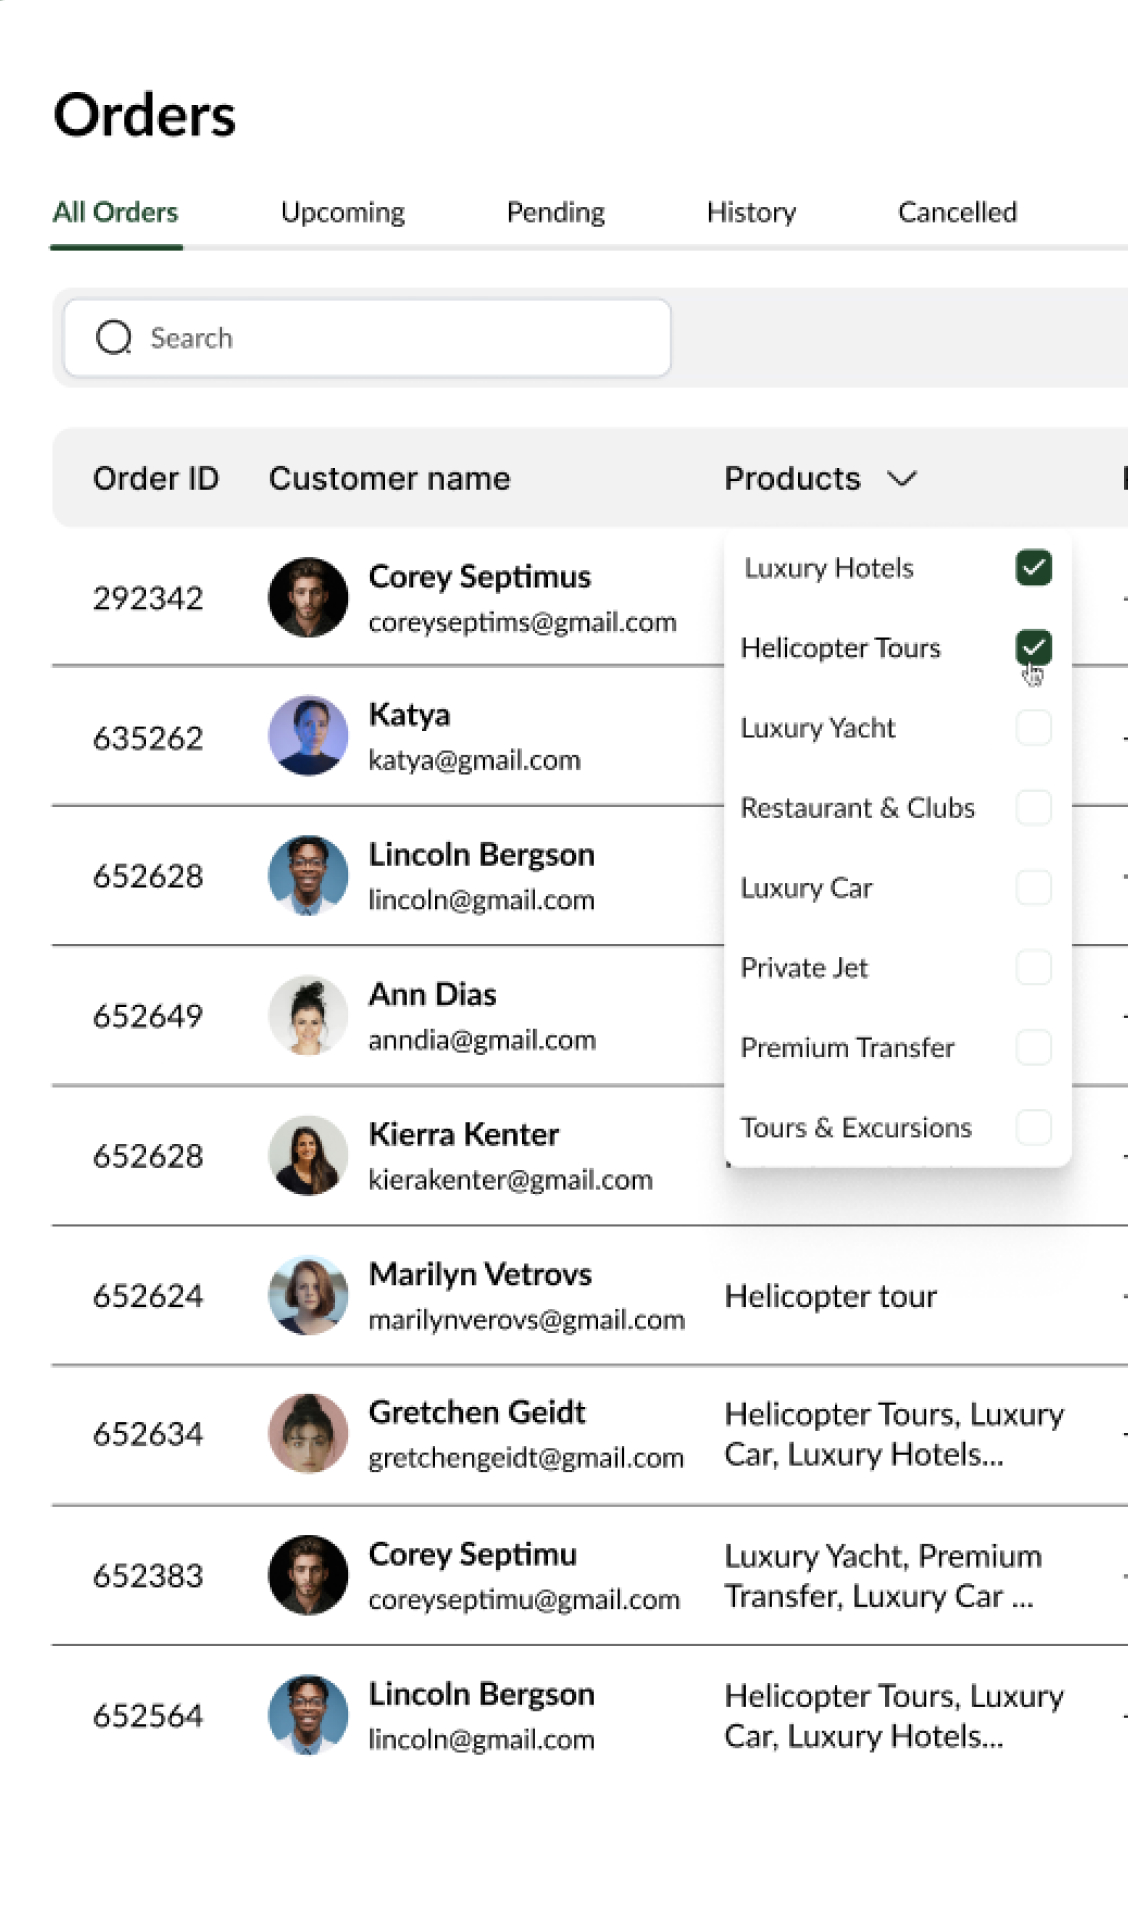 Orders
All Orders Upcoming Pending History Cancelled
Search
Order ID Customer name Products
292342
Corey Septimus
coreyseptims@gmail.com
635262
Katya
katya@gmail.com
652628
Lincoln Bergson
lincoln@gmail.com
652649
Ann Dias
anndia@gmail.com
652628
Kierra Kenter
kierakenter@gmail.com
Luxury Hotels
Helicopter Tours
Luxury Yacht
Restaurant & Clubs
Luxury Car
Private Jet
Premium Transfer
Tours & Excursions
652624
Marilyn Vetrovs
marilynverovs@gmail.com
Helicopter tour
652634
Gretchen Geidt
gretchengeidt@gmail.com
Helicopter Tours, Luxury
Car, Luxury Hotels...
652383
Corey Septimu
coreyseptimu@gmail.com
Luxury Yacht, Premium
Transfer, Luxury Car ...
652564
Lincoln Bergson
lincoln@gmail.com
Helicopter Tours, Luxury
Car, Luxury Hotels...